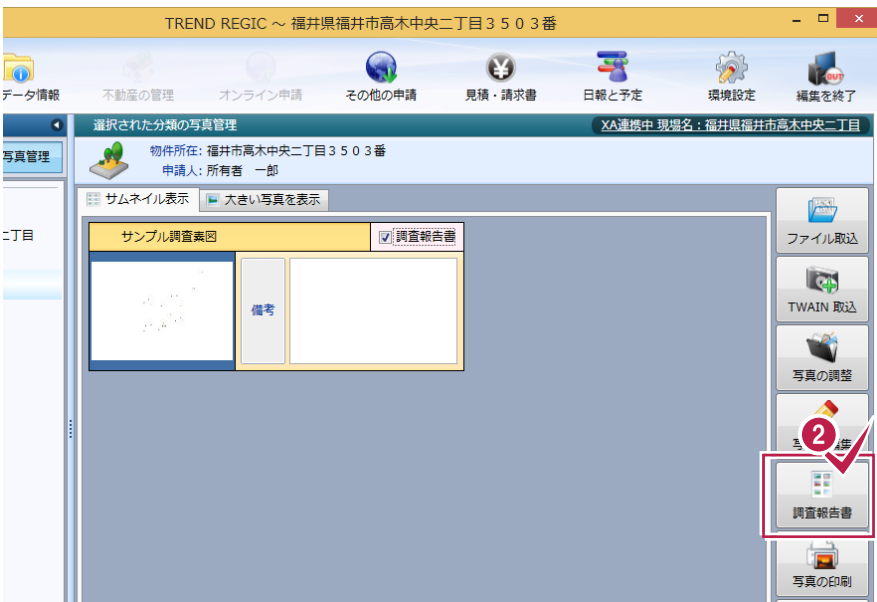 TREND REGIC ～ 福井県福井市高木中央二丁目３５０３番
データ情報
不動産の管理
オンライン申請
その他の申請
見積・請求書
日報と予定
環境設定
編集を終了
選択された分類の写真管理
XA連携中 現場名：福井県福井市高木中央二丁目
写真管理
物件所在: 福井市高木中央二丁目３５０３番
申請人: 所有者　一郎
サムネイル表示
大きい写真を表示
二丁目
サンプル調査素図
調査報告書
備考
ファイル取込
TWAIN 取込
写真の調整
2
調査報告書
写真の印刷